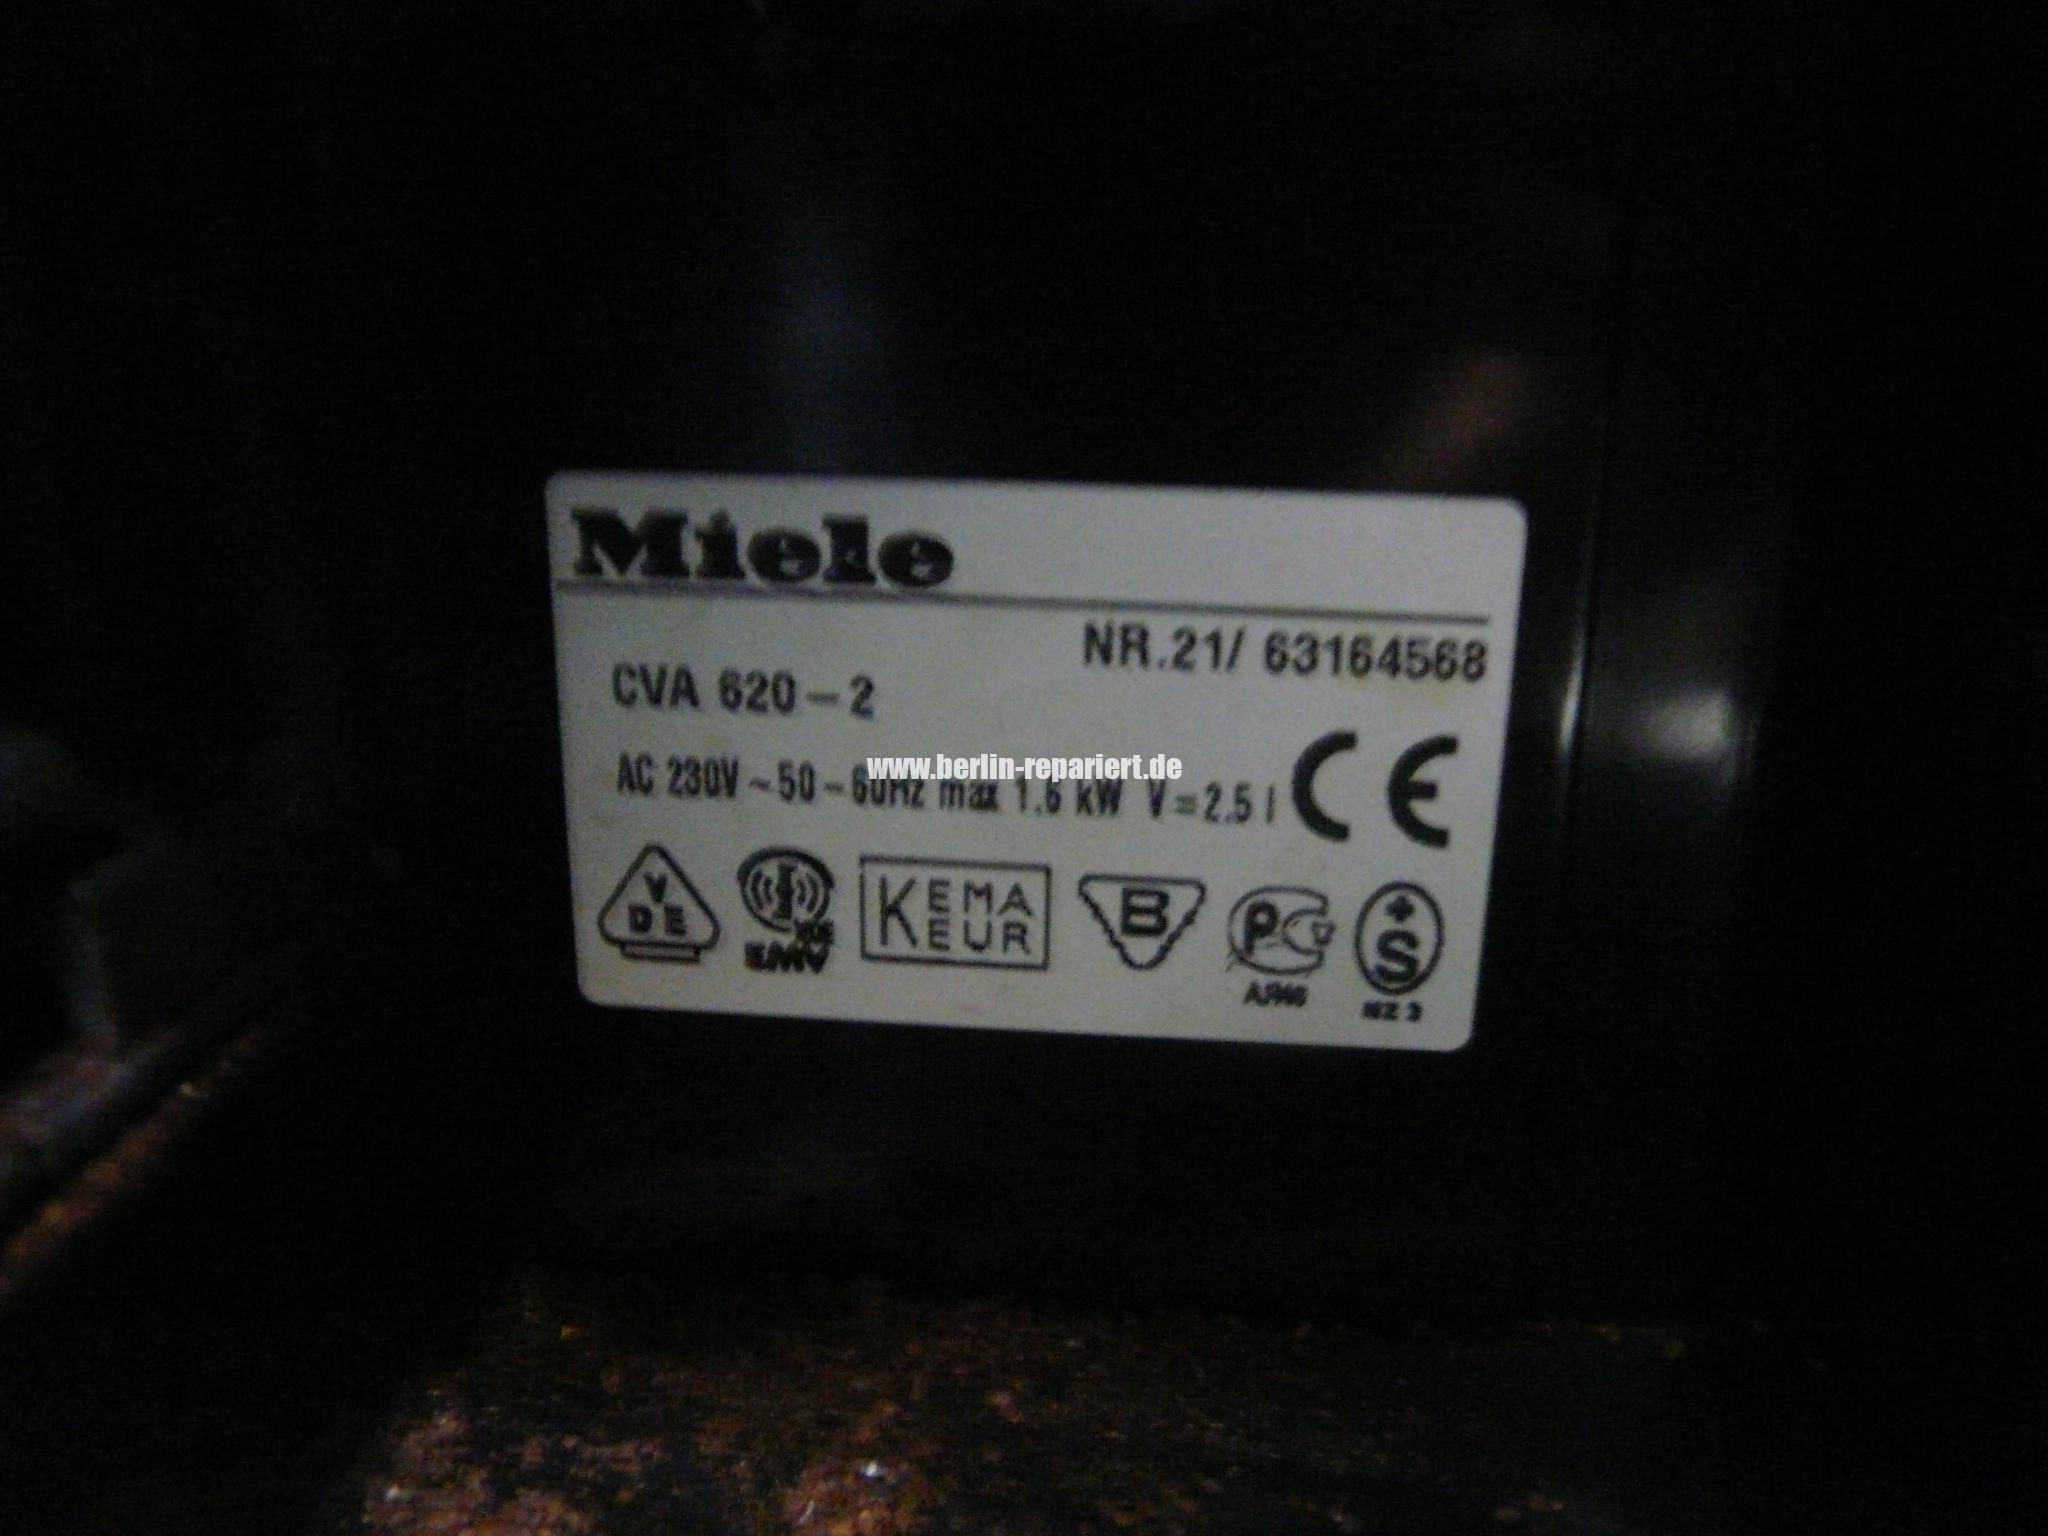 Miele
NR.21/ 63164568
CVA 620-2
www.berlin-repariert.de
AC 230V ~50-60Hz max 1.6 kW V=2.5 l CE
VDE
VDE
EMV
KEMA
KEUR
B
PC
+
S